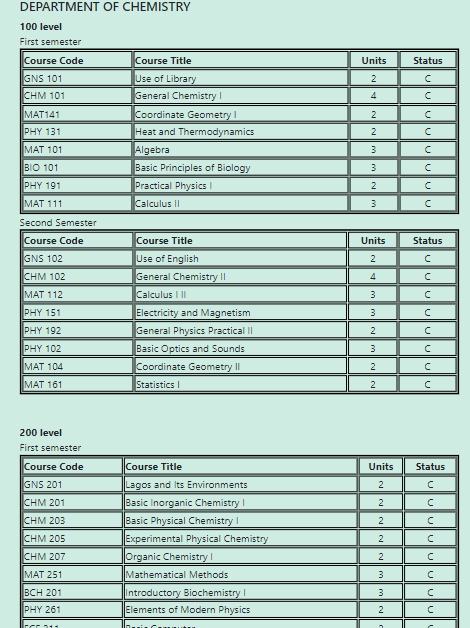 DEPARTMENT OF CHEMISTRY
100 level
First semester
Course Code Course Title Units Status
GNS 101 Use of Library 2 C
CHM 101 General Chemistry I 4 C
MAT141 Coordinate Geometry I 2 C
PHY 131 Heat and Thermodynamics 2 C
MAT 101 Algebra 3 C
BIO 101 Basic Principles of Biology 3 C
PHY 191 Practical Physics I 2 C
MAT 111 Calculus II 3 C
Second Semester
Course Code Course Title Units Status
GNS 102 Use of English 2 C
CHM 102 General Chemistry II 4 C
MAT 112 Calculus I II 3 C
PHY 151 Electricity and Magnetism 3 C
PHY 192 General Physics Practical II 2 C
PHY 102 Basic Optics and Sounds 3 C
MAT 104 Coordinate Geometry II 2 C
MAT 161 Statistics I 2 C
200 level
First semester
Course Code Course Title Units Status
GNS 201 Lagos and Its Environments 2 C
CHM 201 Basic Inorganic Chemistry I 2 C
CHM 203 Basic Physical Chemistry I 2 C
CHM 205 Experimental Physical Chemistry 2 C
CHM 207 Organic Chemistry I 2 C
MAT 251 Mathematical Methods 3 C
BCH 201 Introductory Biochemistry I 3 C
PHY 261 Elements of Modern Physics 2 C
Basic Computer